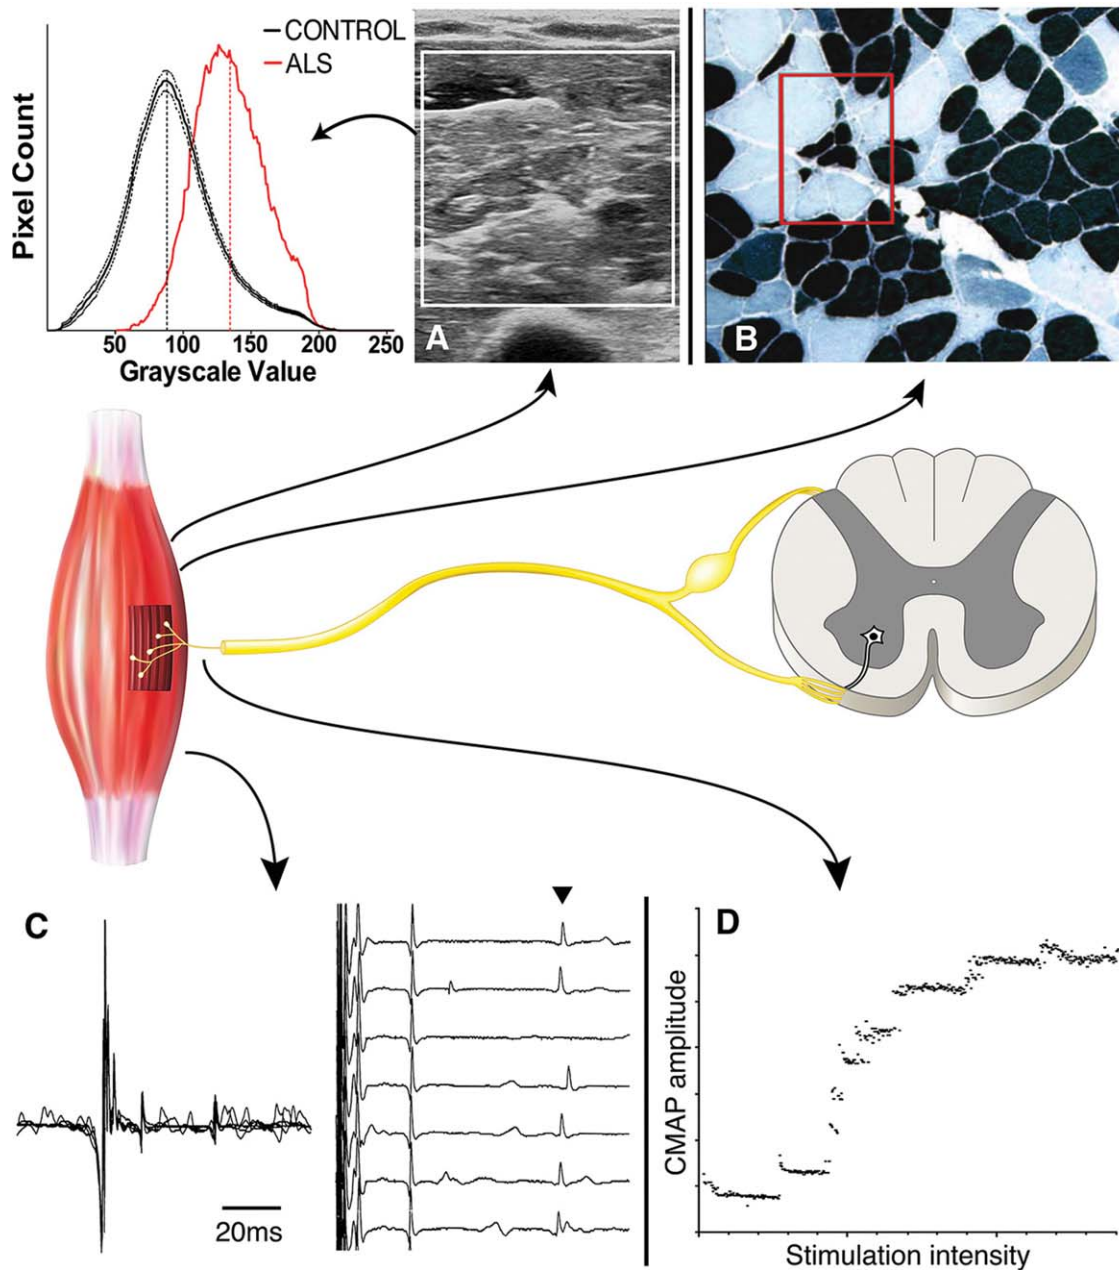 CONTROL
ALS
Pixel Count
50 100 150 200 250
Grayscale Value
A
B
C
20ms
D
CMAP amplitude
Stimulation intensity